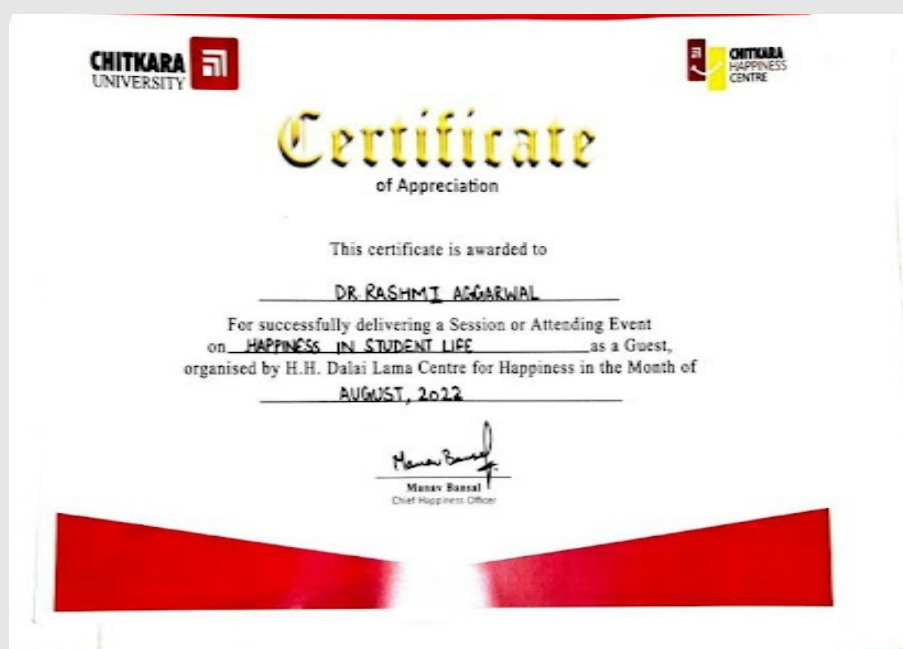 CHITKARA
UNIVERSITY
CHITKARA
HAPPINESS
CENTRE
Certificate
of Appreciation
This certificate is awarded to
DR. RASHMI AGGARWAL
For successfully delivering a Session or Attending Event
on HAPPINESS IN STUDENT LIFE as a Guest,
organised by H.H. Dalai Lama Centre for Happiness in the Month of
AUGUST, 2022
Manav Bansal
Manav Bansal
Chief Happiness Officer